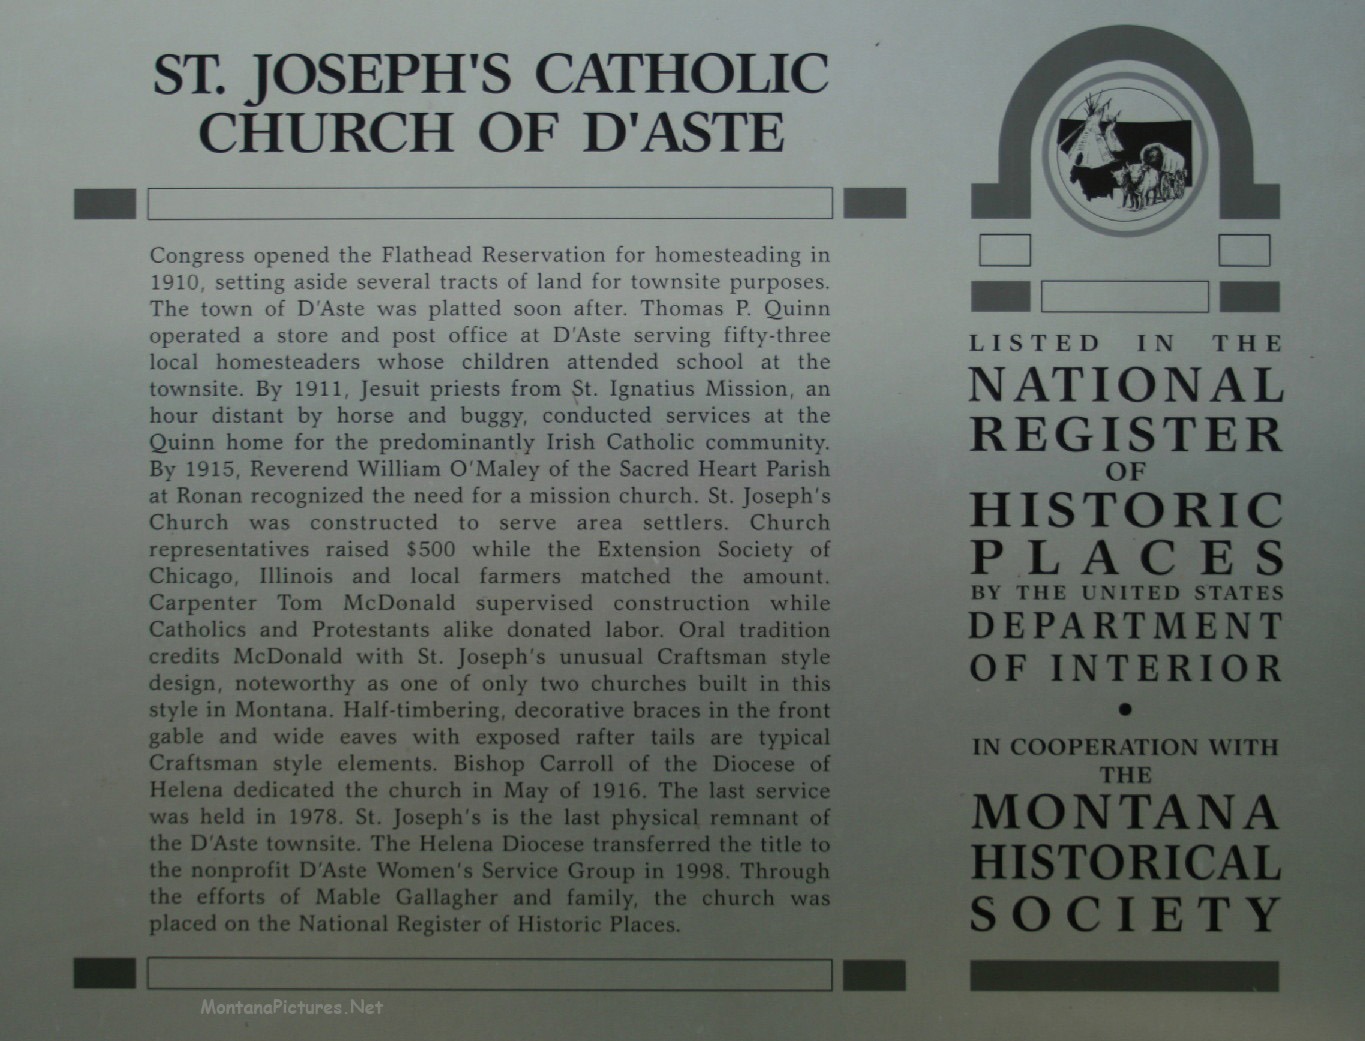 ST. JOSEPH'S CATHOLIC
CHURCH OF D'ASTE
Congress opened the Flathead Reservation for homesteading in
1910, setting aside several tracts of land for townsite purposes.
The town of D'Aste was platted soon after. Thomas P. Quinn
operated a store and post office at D'Aste serving fifty-three
local homesteaders whose children attended school at the
townsite. By 1911, Jesuit priests from St. Ignatius Mission, an
hour distant by horse and buggy, conducted services at the
Quinn home for the predominantly Irish Catholic community.
By 1915, Reverend William O'Maley of the Sacred Heart Parish
at Ronan recognized the need for a mission church. St. Joseph's
Church was constructed to serve area settlers. Church
representatives raised $500 while the Extension Society of
Chicago, Illinois and local farmers matched the amount.
Carpenter Tom McDonald supervised construction while
Catholics and Protestants alike donated labor. Oral tradition
credits McDonald with St. Joseph's unusual Craftsman style
design, noteworthy as one of only two churches built in this
style in Montana. Half-timbering, decorative braces in the front
gable and wide eaves with exposed rafter tails are typical
Craftsman style elements. Bishop Carroll of the Diocese of
Helena dedicated the church in May of 1916. The last service
was held in 1978. St. Joseph's is the last physical remnant of
the D'Aste townsite. The Helena Diocese transferred the title to
the nonprofit D'Aste Women's Service Group in 1998. Through
the efforts of Mable Gallagher and family, the church was
placed on the National Register of Historic Places.
LISTED IN THE
NATIONAL
REGISTER
OF
HISTORIC
PLACES
BY THE UNITED STATES
DEPARTMENT
OF INTERIOR
•
IN COOPERATION WITH
THE
MONTANA
HISTORICAL
SOCIETY
MontanaPictures.Net